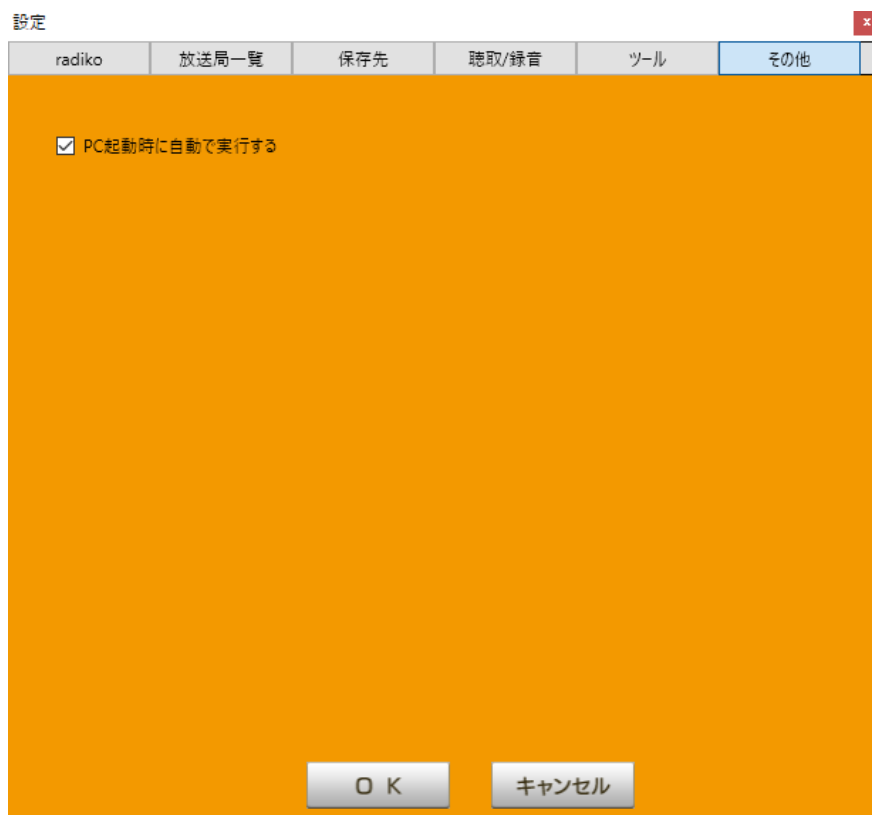 設定
x
radiko 放送局一覧 保存先 聴取/録音 ツール その他
PC起動時に自動で実行する
OK キャンセル